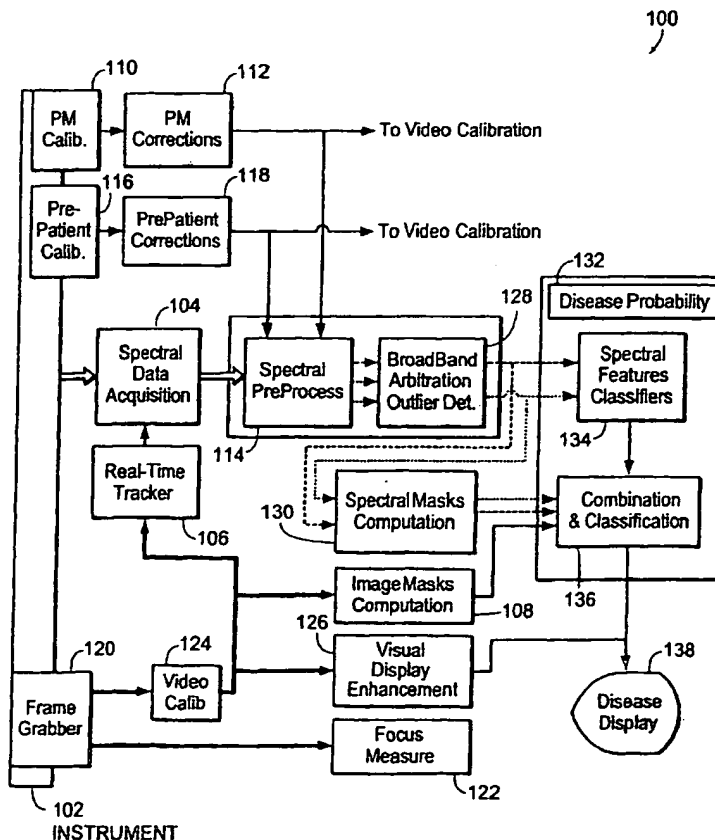 100
110
112
PM
Calib.
PM
Corrections
To Video Calibration
116
118
Pre-
Patient
Calib.
PrePatient
Corrections
To Video Calibration
132
Disease Probability
104
128
Spectral
Data
Acquisition
Spectral
PreProcess
BroadBand
Arbitration
Outlier Det.
Spectral
Features
Classifiers
114
134
Real-Time
Tracker
106
130
Spectral Masks
Computation
Combination
& Classification
136
Image Masks
Computation
108
120
124
126
Frame
Grabber
Video
Calib
Visual
Display
Enhancement
138
Disease
Display
Focus
Measure
122
102
INSTRUMENT